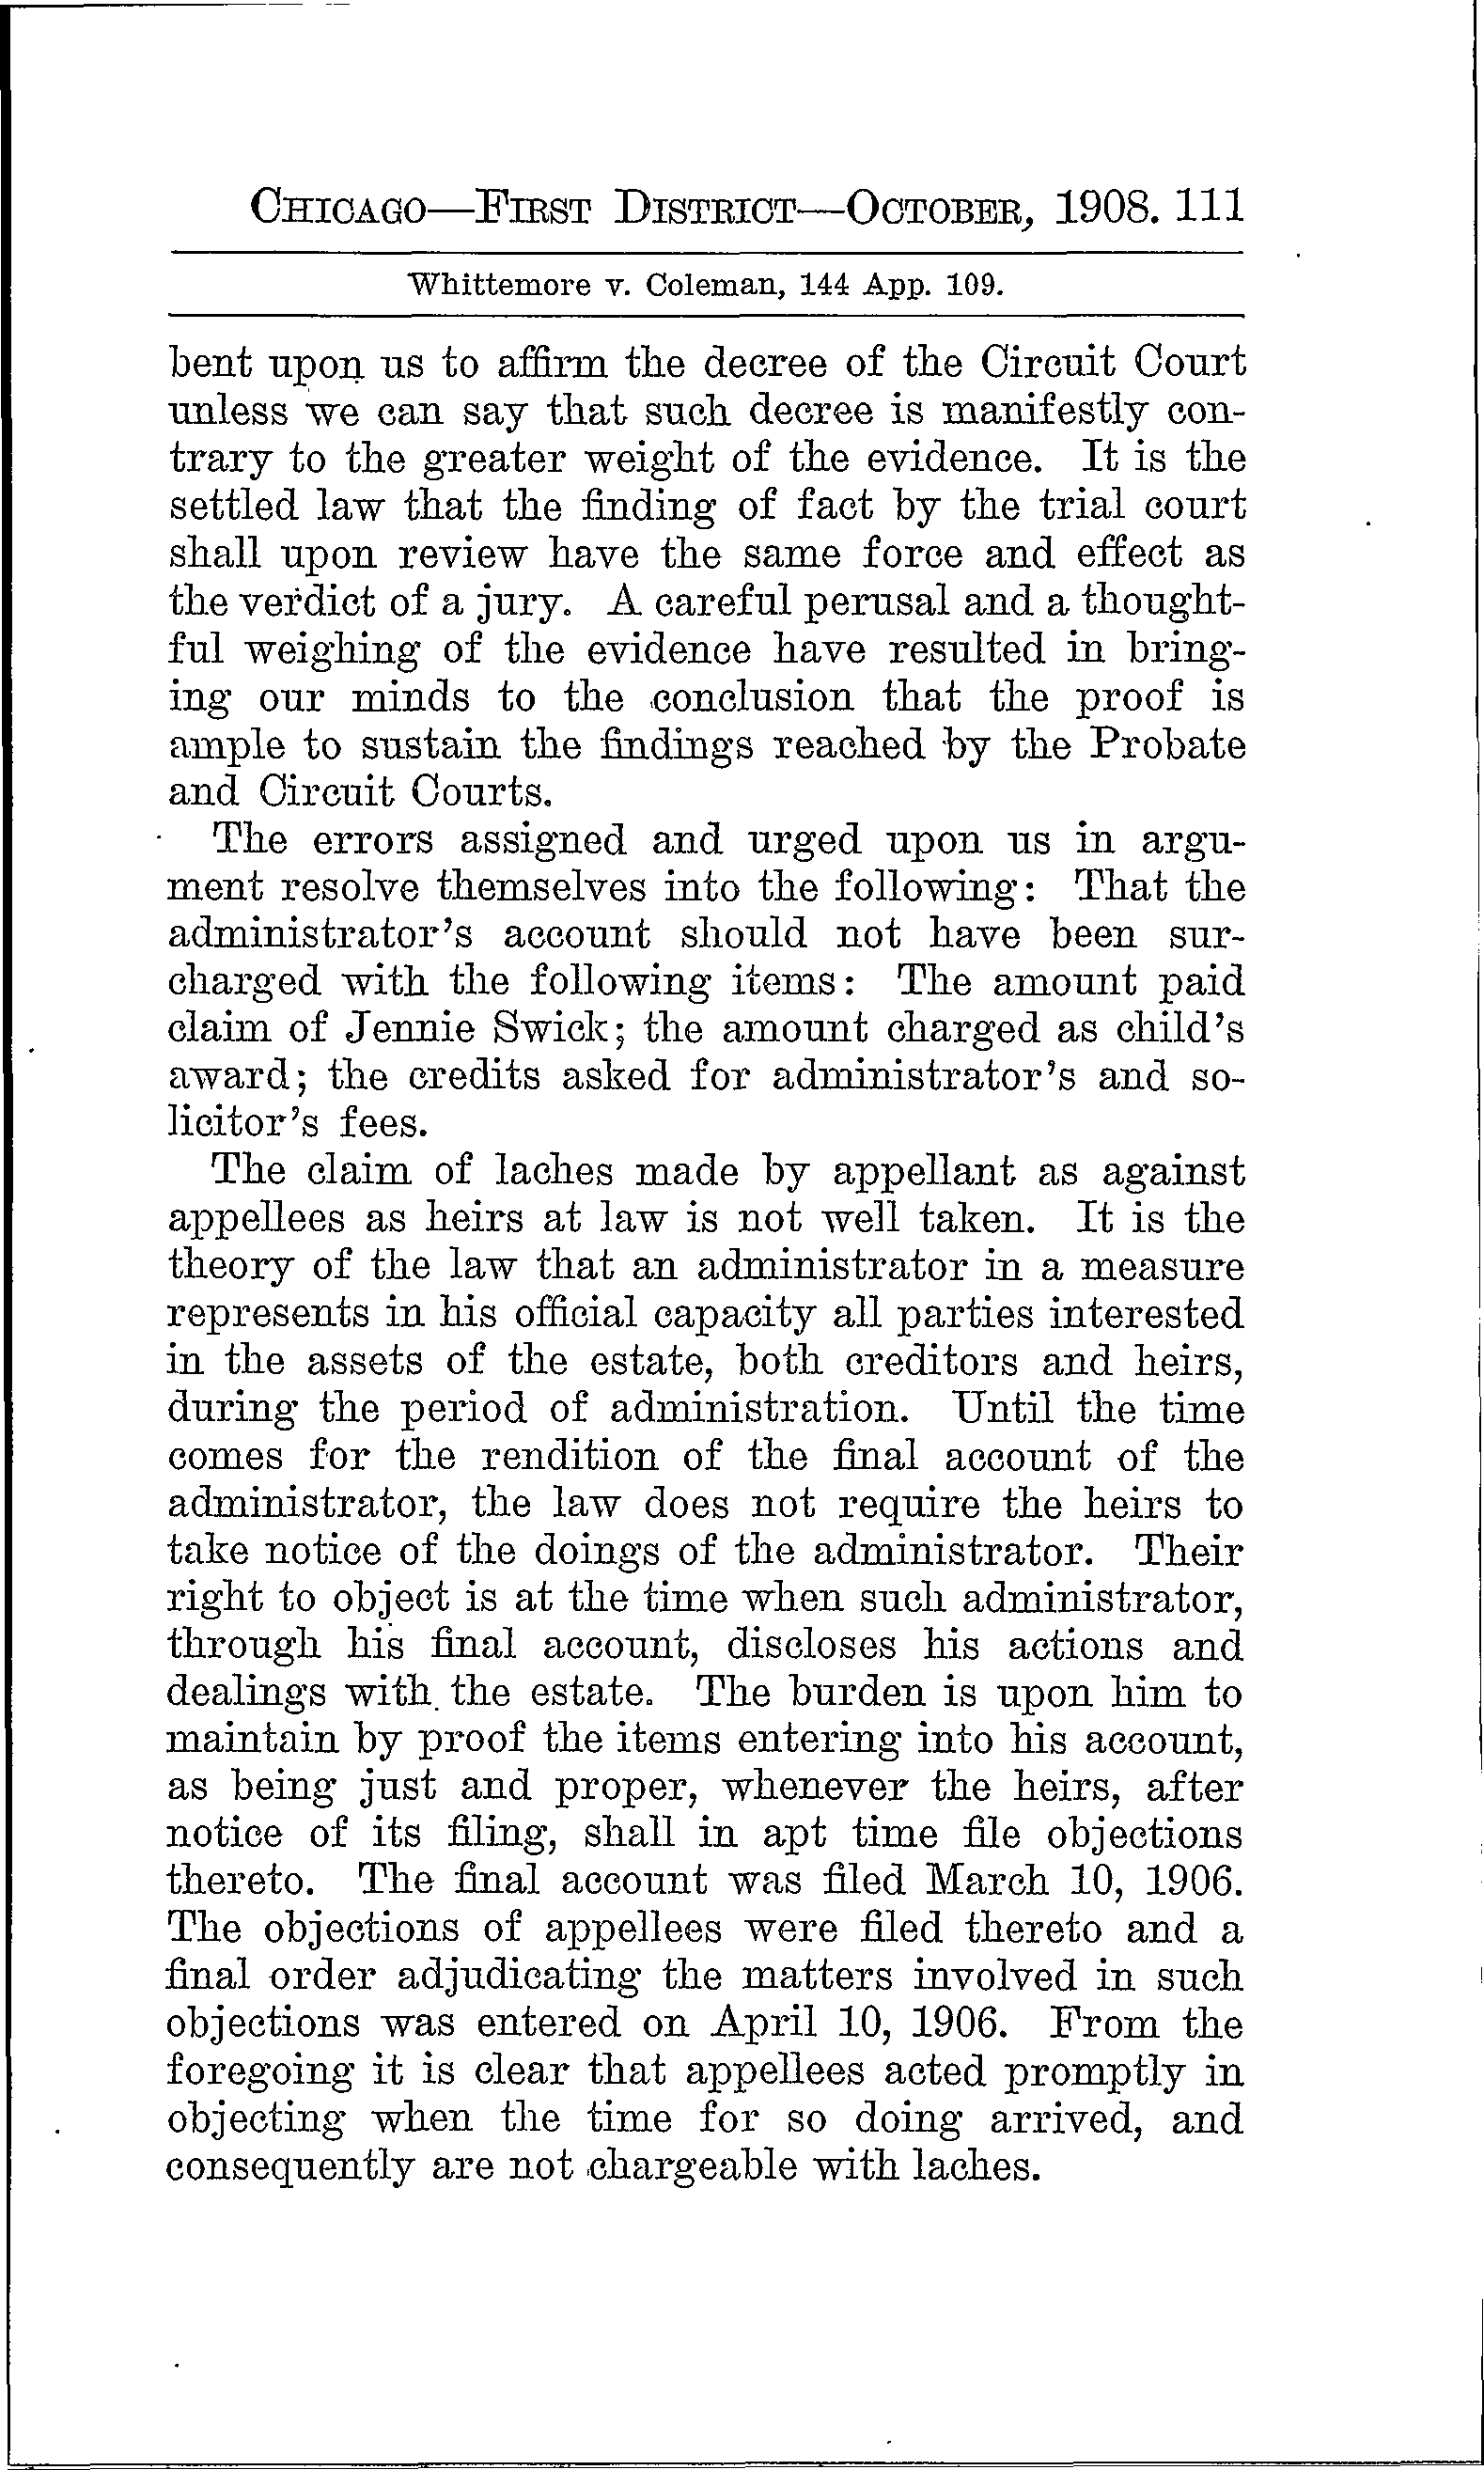 CHICAGO—FIRST DISTRICT—OCTOBER, 1908. 111
Whittemore v. Coleman, 144 App. 109.
bent upon us to affirm the decree of the Circuit Court
unless we can say that such decree is manifestly con-
trary to the greater weight of the evidence. It is the
settled law that the finding of fact by the trial court
shall upon review have the same force and effect as
the verdict of a jury. A careful perusal and a thought-
ful weighing of the evidence have resulted in bring-
ing our minds to the conclusion that the proof is
ample to sustain the findings reached by the Probate
and Circuit Courts.
The errors assigned and urged upon us in argu-
ment resolve themselves into the following: That the
administrator's account should not have been sur-
charged with the following items: The amount paid
claim of Jennie Swick; the amount charged as child's
award; the credits asked for administrator's and so-
licitor's fees.
The claim of laches made by appellant as against
appellees as heirs at law is not well taken. It is the
theory of the law that an administrator in a measure
represents in his official capacity all parties interested
in the assets of the estate, both creditors and heirs,
during the period of administration. Until the time
comes for the rendition of the final account of the
administrator, the law does not require the heirs to
take notice of the doings of the administrator. Their
right to object is at the time when such administrator,
through his final account, discloses his actions and
dealings with the estate. The burden is upon him to
maintain by proof the items entering into his account,
as being just and proper, whenever the heirs, after
notice of its filing, shall in apt time file objections
thereto. The final account was filed March 10, 1906.
The objections of appellees were filed thereto and a
final order adjudicating the matters involved in such
objections was entered on April 10, 1906. From the
foregoing it is clear that appellees acted promptly in
objecting when the time for so doing arrived, and
consequently are not chargeable with laches.